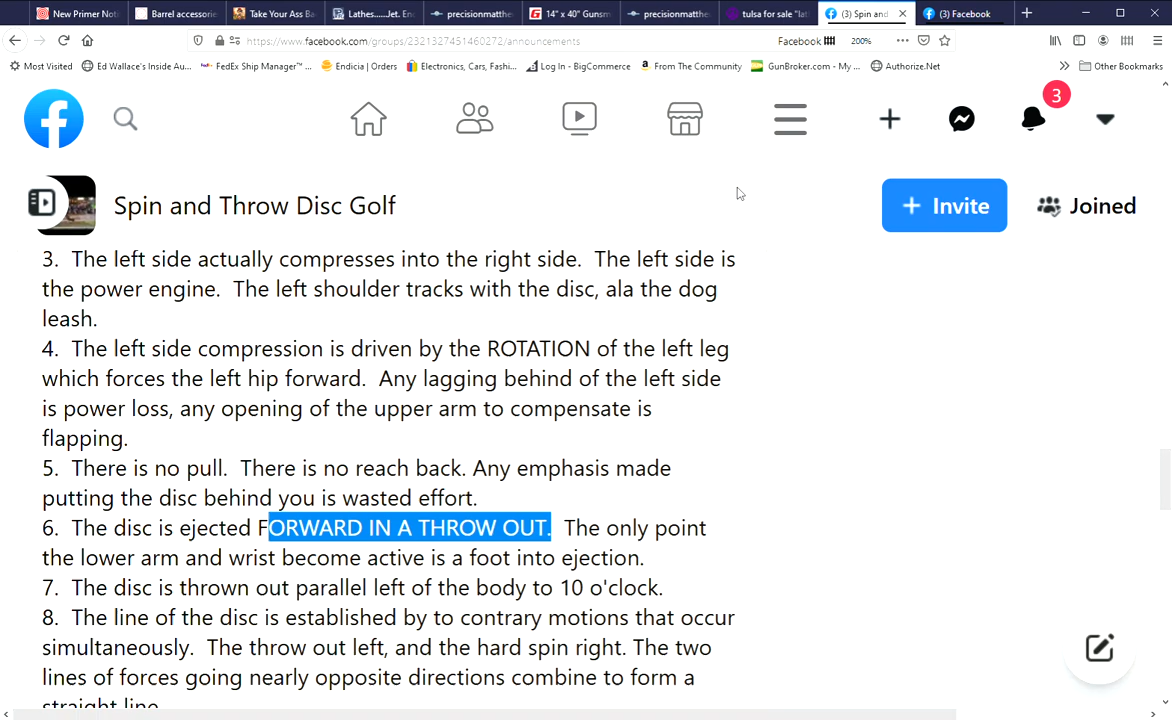 New Primer Not
Barrel accessorie
Take Your Ass Ba
Lathes......Jet. En
precisionmatthe
14" x 40" Gunsm
precisionmatthe
tulsa for sale "lat
(3) Spin and
(3) Facebook
https://www.facebook.com/groups/2321327451460272/announcements
Facebook
200%
Most Visited
Ed Wallace's Inside Au...
FedEx Ship Manager™ ...
Endicia | Orders
Electronics, Cars, Fashi...
Log In - BigCommerce
From The Community
GunBroker.com - My ...
Authorize.Net
Other Bookmarks
3
Spin and Throw Disc Golf
Invite
Joined
3. The left side actually compresses into the right side. The left side is
the power engine. The left shoulder tracks with the disc, ala the dog
leash.
4. The left side compression is driven by the ROTATION of the left leg
which forces the left hip forward. Any lagging behind of the left side
is power loss, any opening of the upper arm to compensate is
flapping.
5. There is no pull. There is no reach back. Any emphasis made
putting the disc behind you is wasted effort.
6. The disc is ejected FORWARD IN A THROW OUT. The only point
the lower arm and wrist become active is a foot into ejection.
7. The disc is thrown out parallel left of the body to 10 o'clock.
8. The line of the disc is established by to contrary motions that occur
simultaneously. The throw out left, and the hard spin right. The two
lines of forces going nearly opposite directions combine to form a
straight line